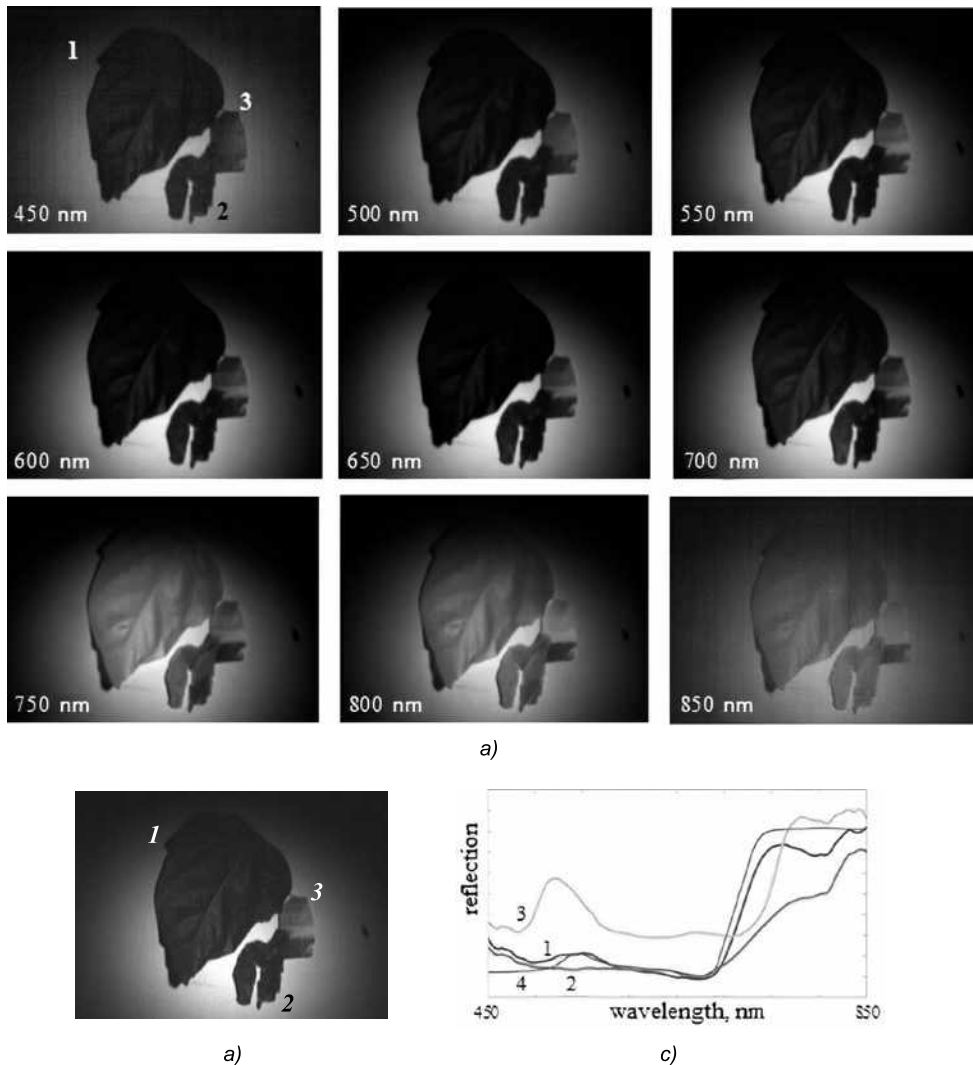 1
3
2
450 nm
500 nm
550 nm
600 nm
650 nm
700 nm
750 nm
800 nm
850 nm
a)
1
3
2
a)
reflection
3
1
4
2
450
wavelength, nm
850
c)